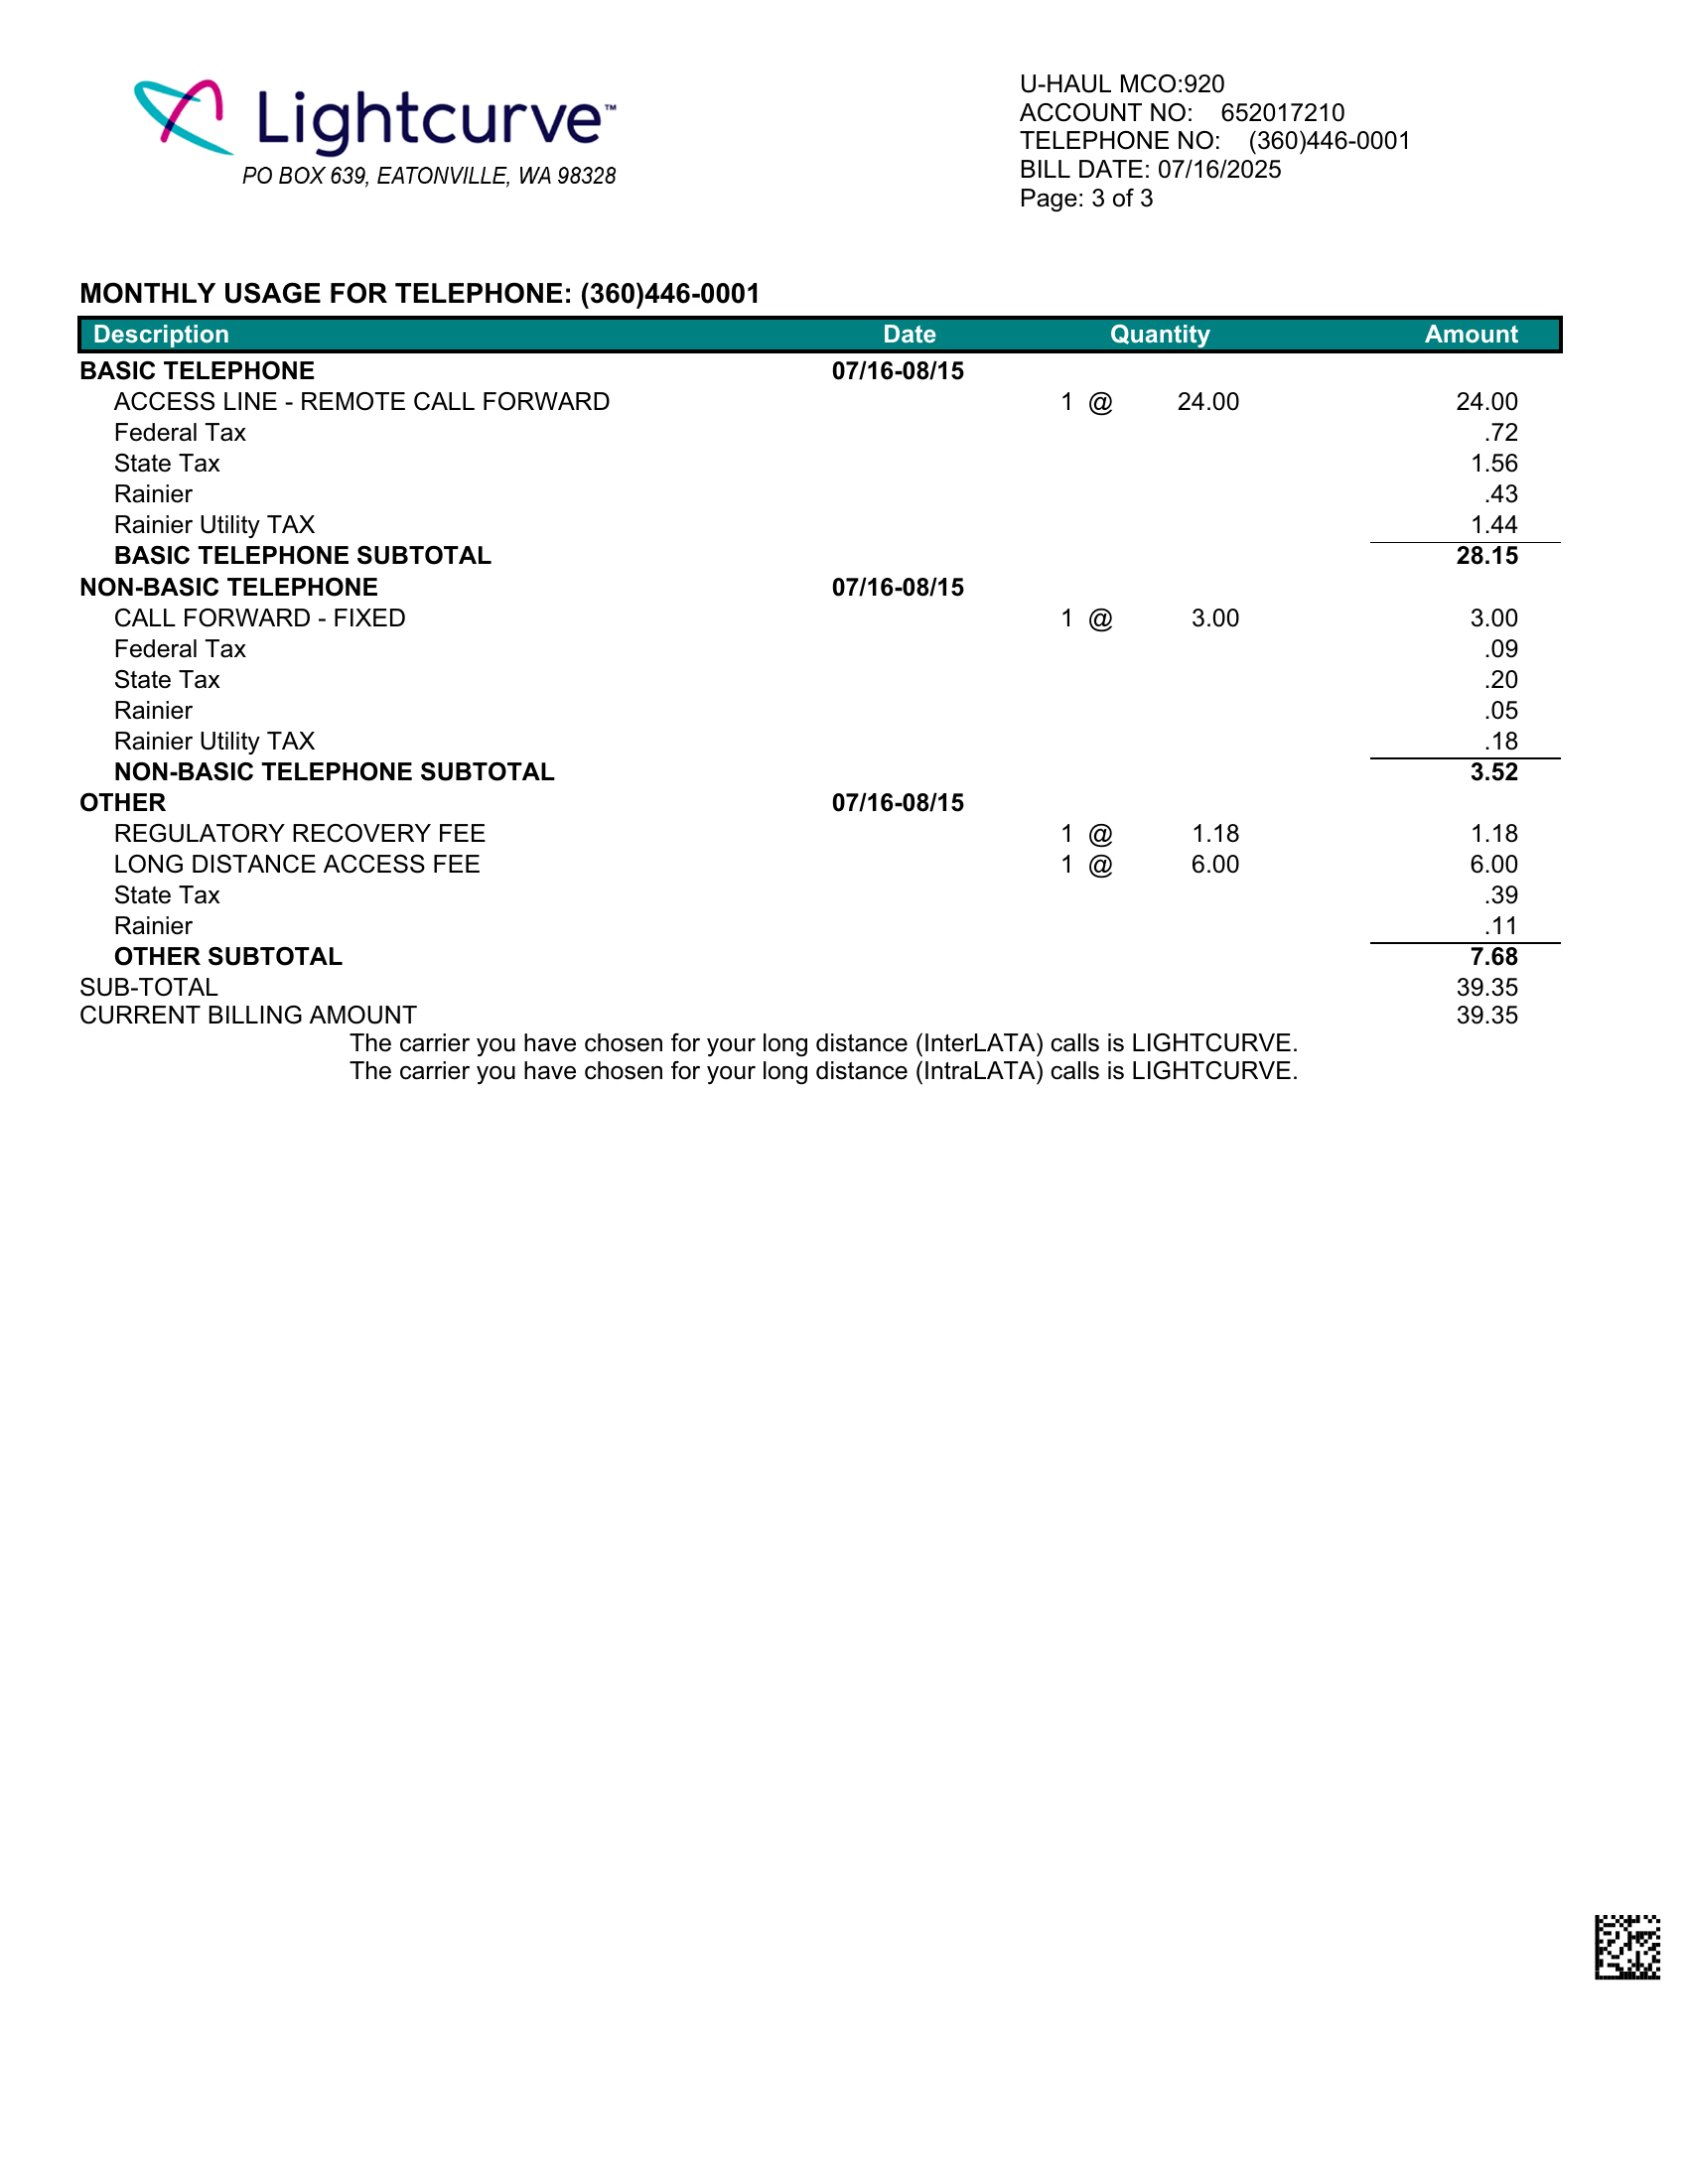 Lightcurve™
PO BOX 639, EATONVILLE, WA 98328
U-HAUL MCO:920
ACCOUNT NO: 652017210
TELEPHONE NO: (360)446-0001
BILL DATE: 07/16/2025
Page: 3 of 3
MONTHLY USAGE FOR TELEPHONE: (360)446-0001
Description Date Quantity Amount
BASIC TELEPHONE 07/16-08/15
ACCESS LINE - REMOTE CALL FORWARD 1 @ 24.00 24.00
Federal Tax .72
State Tax 1.56
Rainier .43
Rainier Utility TAX 1.44
BASIC TELEPHONE SUBTOTAL 28.15
NON-BASIC TELEPHONE 07/16-08/15
CALL FORWARD - FIXED 1 @ 3.00 3.00
Federal Tax .09
State Tax .20
Rainier .05
Rainier Utility TAX .18
NON-BASIC TELEPHONE SUBTOTAL 3.52
OTHER 07/16-08/15
REGULATORY RECOVERY FEE 1 @ 1.18 1.18
LONG DISTANCE ACCESS FEE 1 @ 6.00 6.00
State Tax .39
Rainier .11
OTHER SUBTOTAL 7.68
SUB-TOTAL 39.35
CURRENT BILLING AMOUNT 39.35
The carrier you have chosen for your long distance (InterLATA) calls is LIGHTCURVE.
The carrier you have chosen for your long distance (IntraLATA) calls is LIGHTCURVE.